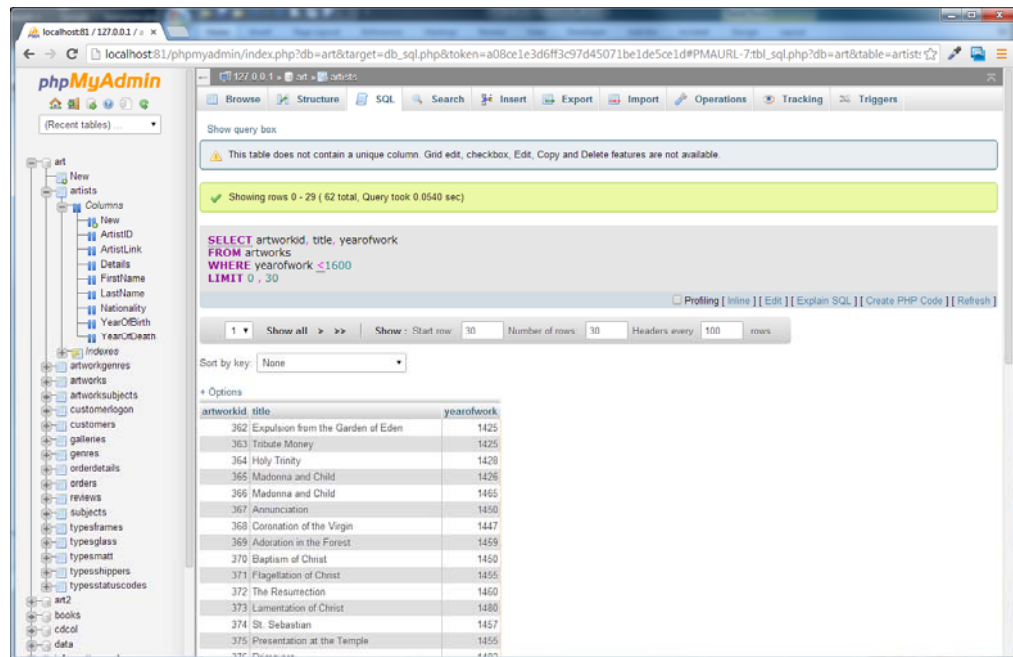 localhost:81 / 127.0.0.1 / a
localhost:81/phpmyadmin/index.php?db=art&target=db_sql.php&token=a08ce1e3d6ff3c97d45071be1de5ce1d#PMAURL-7:tbl_sql.php?db=art&table=artists
phpMyAdmin
(Recent tables) ...
art
New
artists
Columns
New
ArtistID
ArtistLink
Details
FirstName
LastName
Nationality
YearOfBirth
YearOfDeath
Indexes
artworkgenres
artworks
artworksubjects
customerlogon
customers
galleries
genres
orderdetails
orders
reviews
subjects
typesframes
typesglass
typesmatt
typesshippers
typesstatuscodes
art2
books
cdcol
data
127.0.0.1 » art » artists
Browse Structure SQL Search Insert Export Import Operations Tracking Triggers
Show query box
This table does not contain a unique column. Grid edit, checkbox, Edit, Copy and Delete features are not available.
Showing rows 0 - 29 ( 62 total, Query took 0.0540 sec)
SELECT artworkid, title, yearofwork
FROM artworks
WHERE yearofwork <1600
LIMIT 0 , 30
Profiling [ Inline ] [ Edit ] [ Explain SQL ] [ Create PHP Code ] [ Refresh ]
1 Show all > >> Show : Start row: 30 Number of rows: 30 Headers every 100 rows
Sort by key: None
+ Options
artworkid title yearofwork
362 Expulsion from the Garden of Eden 1425
363 Tribute Money 1425
364 Holy Trinity 1428
365 Madonna and Child 1426
366 Madonna and Child 1465
367 Annunciation 1450
368 Coronation of the Virgin 1447
369 Adoration in the Forest 1459
370 Baptism of Christ 1450
371 Flagellation of Christ 1455
372 The Resurrection 1460
373 Lamentation of Christ 1480
374 St. Sebastian 1457
375 Presentation at the Temple 1455